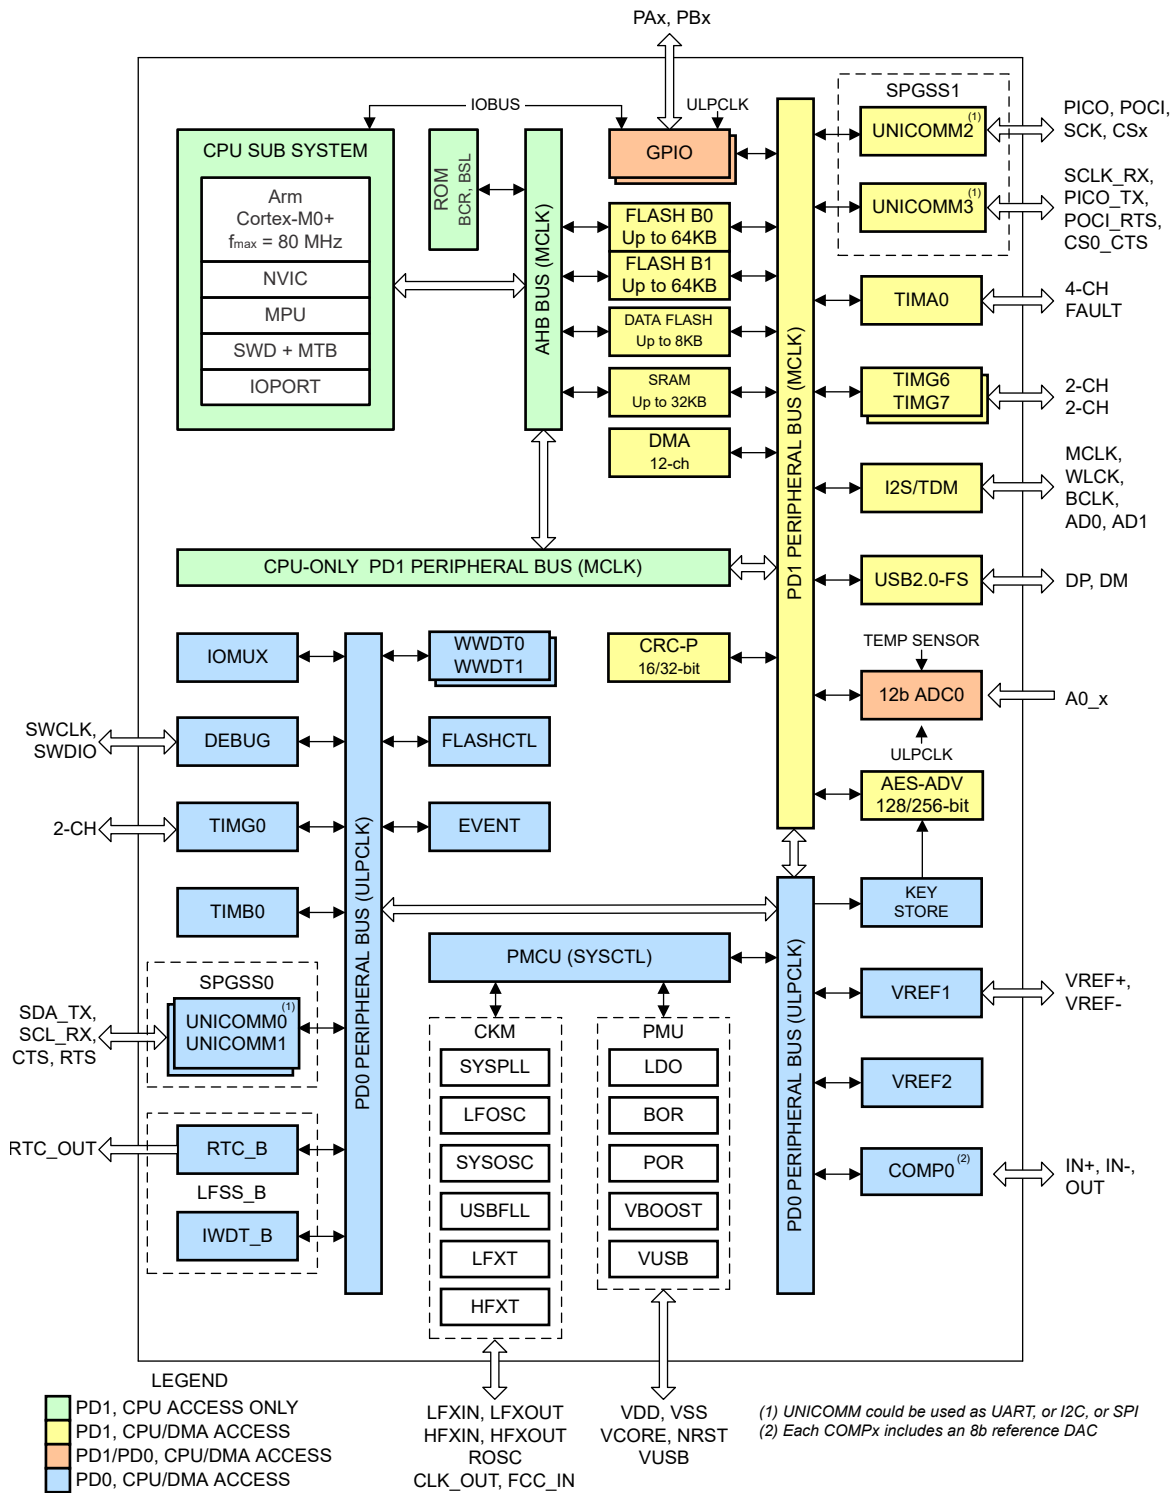 PAx, PBx
IOBUS
ULPCLK
CPU SUB SYSTEM
Arm
Cortex-M0+
fmax = 80 MHz
NVIC
MPU
SWD + MTB
IOPORT
ROM
BCR, BSL
AHB BUS (MCLK)
GPIO
FLASH B0
Up to 64KB
FLASH B1
Up to 64KB
DATA FLASH
Up to 8KB
SRAM
Up to 32KB
DMA
12-ch
PD1 PERIPHERAL BUS (MCLK)
SPGSS1
UNICOMM2 (1)
PICO, POCI,
SCK, CSx
UNICOMM3 (1)
SCLK_RX,
PICO_TX,
POCI_RTS,
CS0_CTS
TIMA0
4-CH
FAULT
TIMG6
TIMG7
2-CH
2-CH
I2S/TDM
MCLK,
WLCK,
BCLK,
AD0, AD1
CPU-ONLY PD1 PERIPHERAL BUS (MCLK)
USB2.0-FS
DP, DM
CRC-P
16/32-bit
TEMP SENSOR
12b ADC0
A0_x
ULPCLK
AES-ADV
128/256-bit
KEY
STORE
IOMUX
WWDT0
WWDT1
SWCLK,
SWDIO
DEBUG
FLASHCTL
2-CH
TIMG0
EVENT
TIMB0
PD0 PERIPHERAL BUS (ULPCLK)
SPGSS0
SDA_TX,
SCL_RX,
CTS, RTS
UNICOMM0 (1)
UNICOMM1
RTC_OUT
RTC_B
LFSS_B
IWDT_B
PMCU (SYSCTL)
CKM
SYSPLL
LFOSC
SYSOSC
USBFLL
LFXT
HFXT
PMU
LDO
BOR
POR
VBOOST
VUSB
PD0 PERIPHERAL BUS (ULPCLK)
VREF1
VREF+,
VREF-
VREF2
COMP0 (2)
IN+, IN-,
OUT
LEGEND
PD1, CPU ACCESS ONLY
PD1, CPU/DMA ACCESS
PD1/PD0, CPU/DMA ACCESS
PD0, CPU/DMA ACCESS
LFXIN, LFXOUT
HFXIN, HFXOUT
ROSC
CLK_OUT, FCC_IN
VDD, VSS
VCORE, NRST
VUSB
(1) UNICOMM could be used as UART, or I2C, or SPI
(2) Each COMPx includes an 8b reference DAC